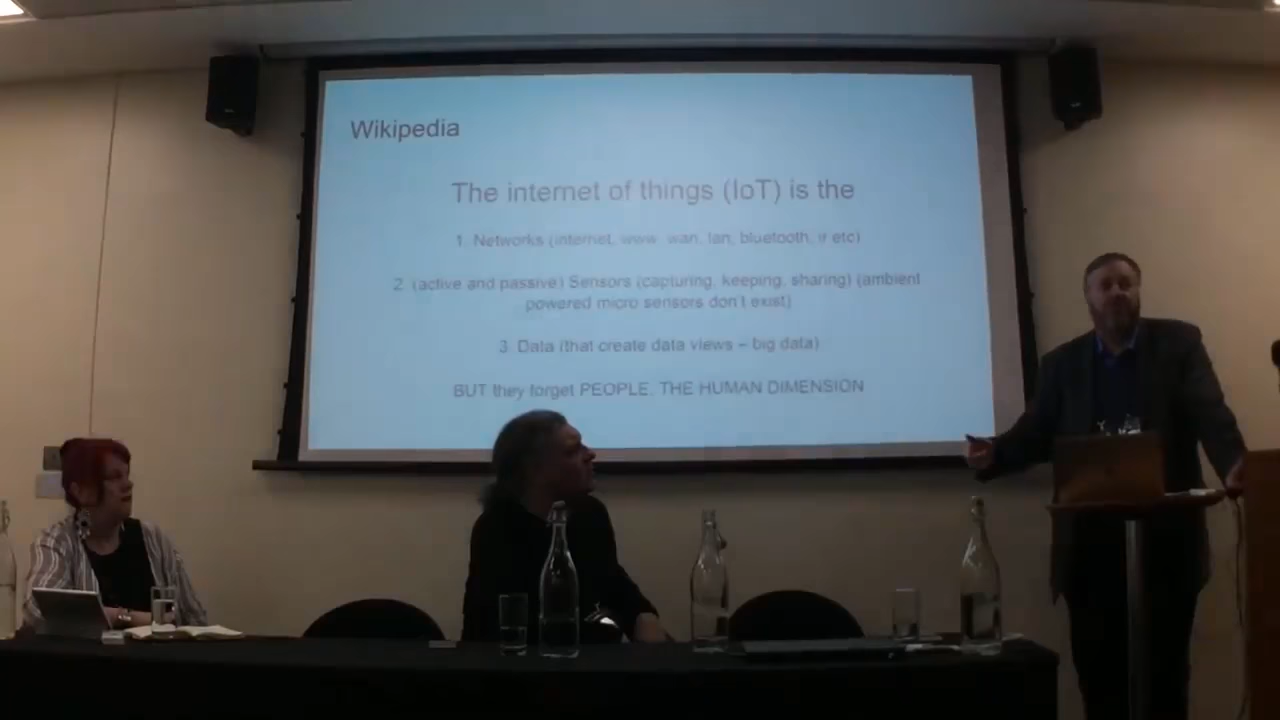 Wikipedia
The internet of things (IoT) is the
1. Networks (internet, www. wan, lan, bluetooth, ir etc)
2. (active and passive) Sensors (capturing, keeping, sharing) (ambient
powered micro sensors don't exist)
3. Data (that create data views – big data)
BUT they forget PEOPLE. THE HUMAN DIMENSION